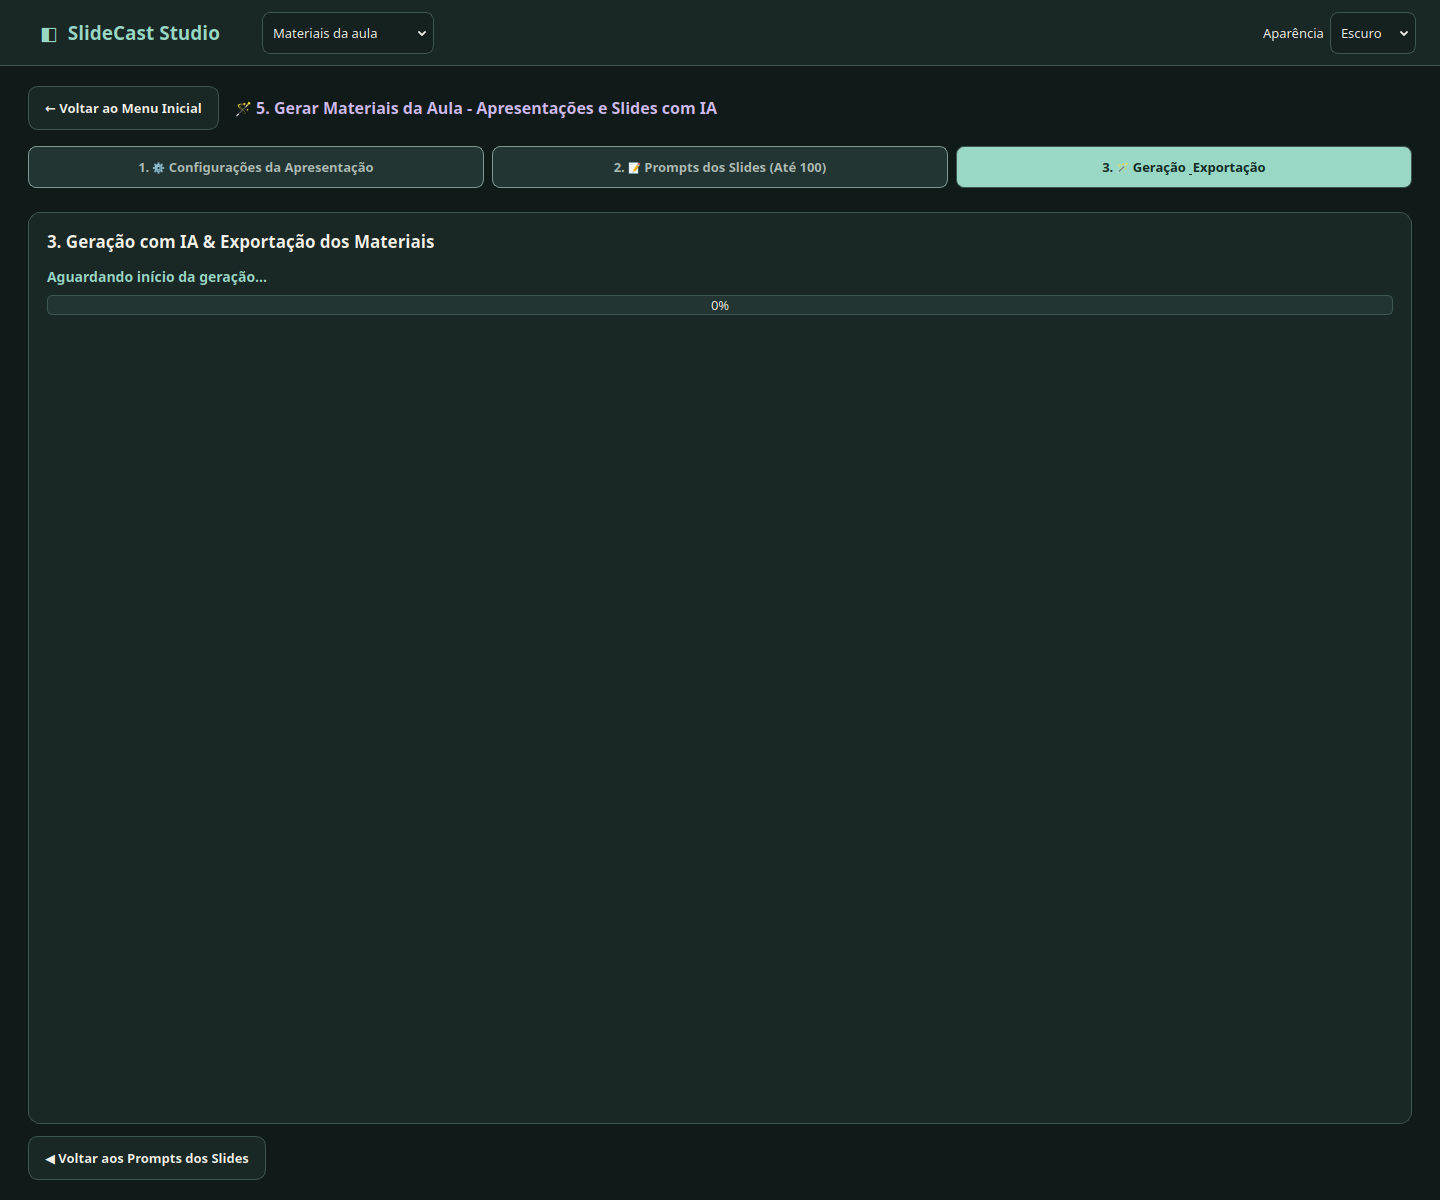 SlideCast Studio
Materiais da aula
Aparência
Escuro
← Voltar ao Menu Inicial
5. Gerar Materiais da Aula - Apresentações e Slides com IA
1. Configurações da Apresentação
2. Prompts dos Slides (Até 100)
3. Geração _Exportação
3. Geração com IA & Exportação dos Materiais
Aguardando início da geração...
0%
◀ Voltar aos Prompts dos Slides